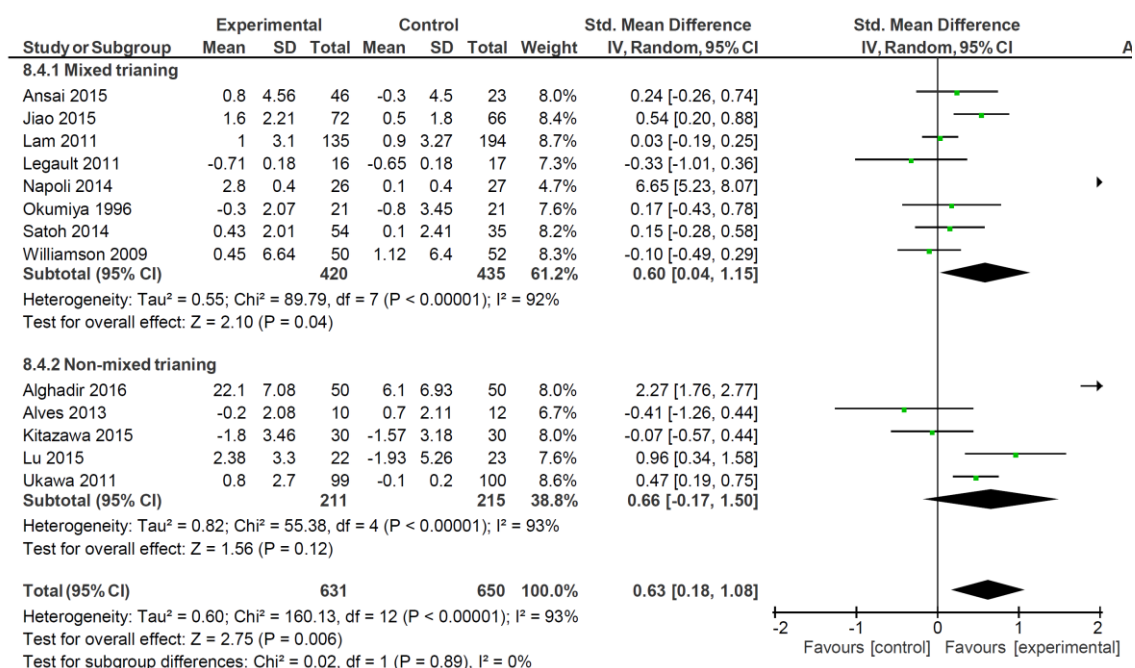 Experimental Control Std. Mean Difference Std. Mean Difference
Study or Subgroup Mean SD Total Mean SD Total Weight IV, Random, 95% CI IV, Random, 95% CI A
8.4.1 Mixed trianing
Ansai 2015 0.8 4.56 46 -0.3 4.5 23 8.0% 0.24 [-0.26, 0.74]
Jiao 2015 1.6 2.21 72 0.5 1.8 66 8.4% 0.54 [0.20, 0.88]
Lam 2011 1 3.1 135 0.9 3.27 194 8.7% 0.03 [-0.19, 0.25]
Legault 2011 -0.71 0.18 16 -0.65 0.18 17 7.3% -0.33 [-1.01, 0.36]
Napoli 2014 2.8 0.4 26 0.1 0.4 27 4.7% 6.65 [5.23, 8.07]
Okumiya 1996 -0.3 2.07 21 -0.8 3.45 21 7.6% 0.17 [-0.43, 0.78]
Satoh 2014 0.43 2.01 54 0.1 2.41 35 8.2% 0.15 [-0.28, 0.58]
Williamson 2009 0.45 6.64 50 1.12 6.4 52 8.3% -0.10 [-0.49, 0.29]
Subtotal (95% CI) 420 435 61.2% 0.60 [0.04, 1.15]
Heterogeneity: Tau² = 0.55; Chi² = 89.79, df = 7 (P < 0.00001); I² = 92%
Test for overall effect: Z = 2.10 (P = 0.04)
8.4.2 Non-mixed trianing
Alghadir 2016 22.1 7.08 50 6.1 6.93 50 8.0% 2.27 [1.76, 2.77]
Alves 2013 -0.2 2.08 10 0.7 2.11 12 6.7% -0.41 [-1.26, 0.44]
Kitazawa 2015 -1.8 3.46 30 -1.57 3.18 30 8.0% -0.07 [-0.57, 0.44]
Lu 2015 2.38 3.3 22 -1.93 5.26 23 7.6% 0.96 [0.34, 1.58]
Ukawa 2011 0.8 2.7 99 -0.1 0.2 100 8.6% 0.47 [0.19, 0.75]
Subtotal (95% CI) 211 215 38.8% 0.66 [-0.17, 1.50]
Heterogeneity: Tau² = 0.82; Chi² = 55.38, df = 4 (P < 0.00001); I² = 93%
Test for overall effect: Z = 1.56 (P = 0.12)
Total (95% CI) 631 650 100.0% 0.63 [0.18, 1.08]
Heterogeneity: Tau² = 0.60; Chi² = 160.13, df = 12 (P < 0.00001); I² = 93%
Test for overall effect: Z = 2.75 (P = 0.006)
Test for subgroup differences: Chi² = 0.02, df = 1 (P = 0.89), I² = 0%
-2 -1 0 1 2
Favours [control] Favours [experimental]